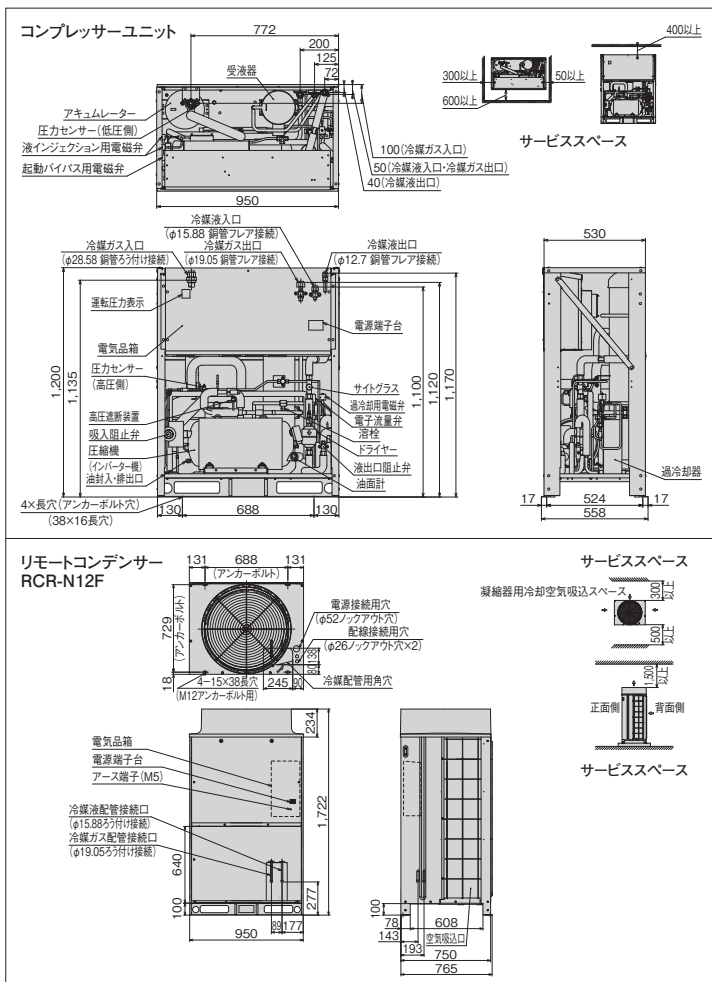 コンプレッサーユニット
772
200
125
72
受液器
アキュムレーター
圧力センサー(低圧側)
液インジェクション用電磁弁
起動バイパス用電磁弁
100(冷媒ガス入口)
50(冷媒液入口・冷媒ガス出口)
40(冷媒液出口)
950
400以上
300以上
50以上
600以上
サービススペース
冷媒液入口
(φ15.88 銅管フレア接続)
冷媒ガス入口
(φ28.58 銅管ろう付け接続)
冷媒ガス出口
(φ19.05 銅管フレア接続)
冷媒液出口
(φ12.7 銅管フレア接続)
運転圧力表示
電源端子台
電気品箱
圧力センサー
(高圧側)
高圧遮断装置
吸入阻止弁
圧縮機
(インバーター機)
油封入・排出口
サイトグラス
過冷却用電磁弁
電子流量弁
溶栓
ドライヤー
液出口阻止弁
油面計
1,200
1,135
1,100
1,120
1,170
4×長穴(アンカーボルト穴)
(38×16長穴)
130
688
130
530
過冷却器
17
524
17
558
リモートコンデンサー
RCR-N12F
131
688
131
(アンカーボルト)
729
(アンカーボルト)
18
4−15×38長穴
(M12アンカーボルト用)
245
90
80
138
電源接続用穴
(φ52ノックアウト穴)
配線接続用穴
(φ26ノックアウト穴×2)
冷媒配管用角穴
サービススペース
凝縮器用冷却空気吸込スペース
300
以上
500
以上
1,500
以上
正面側
背面側
サービススペース
234
電気品箱
電源端子台
アース端子(M5)
冷媒液配管接続口
(φ15.88ろう付け接続)
冷媒ガス配管接続口
(φ19.05ろう付け接続)
1,722
640
100
277
89
177
950
100
78
608
143
空気吸込口
193
750
765